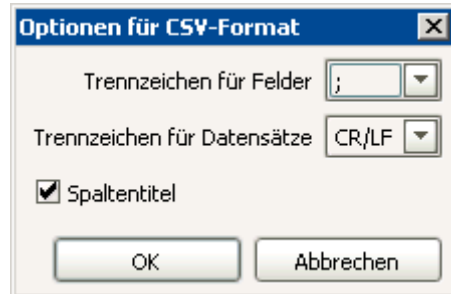 Optionen für CSV-Format
Trennzeichen für Felder ;
Trennzeichen für Datensätze CR/LF
Spaltentitel
OK Abbrechen